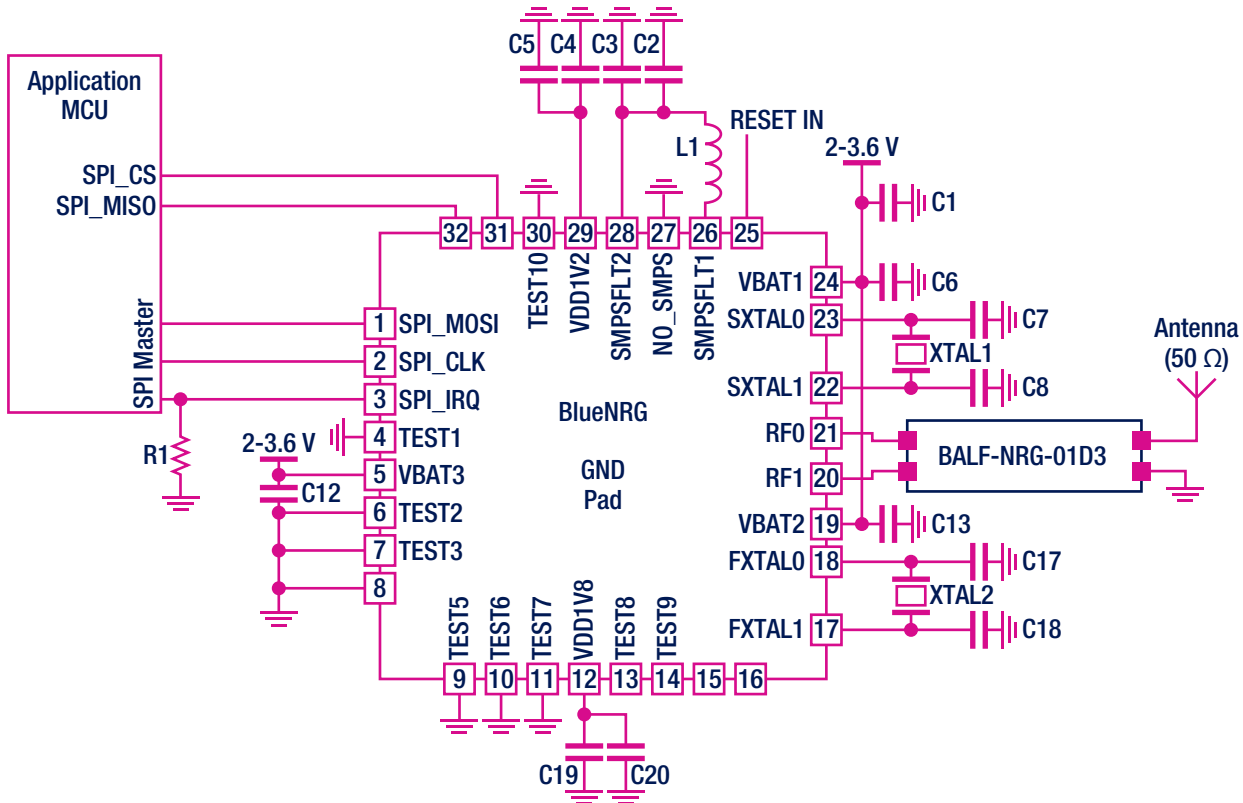 C5
C4
C3
C2
Application
MCU
RESET IN
L1
2-3.6 V
SPI_CS
SPI_MISO
C1
32
31
30
29
28
27
26
25
TEST10
VDD1V2
SMPSFLT2
NO_SMPS
SMPSFLT1
VBAT1
24
C6
SXTAL0
23
C7
XTAL1
SXTAL1
22
C8
Antenna
(50 Ω)
SPI Master
1
SPI_MOSI
2
SPI_CLK
3
SPI_IRQ
4
TEST1
R1
2-3.6 V
5
VBAT3
C12
6
TEST2
7
TEST3
8
BlueNRG
GND
Pad
RF0
21
BALF-NRG-01D3
RF1
20
VBAT2
19
C13
FXTAL0
18
C17
XTAL2
FXTAL1
17
C18
TEST5
TEST6
TEST7
VDD1V8
TEST8
TEST9
9
10
11
12
13
14
15
16
C19
C20